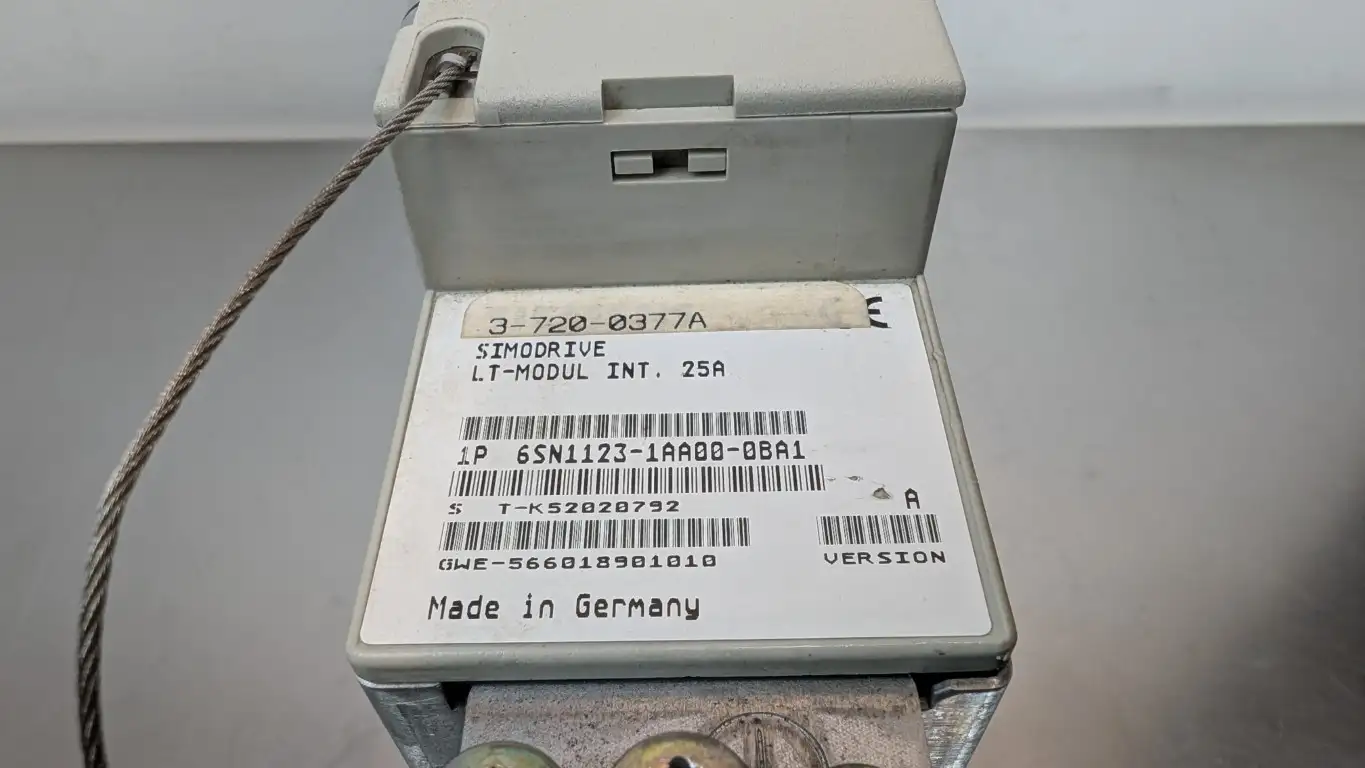 3-720-0377A
CE
SIMODRIVE
LT-MODUL INT. 25A
1P 6SN1123-1AA00-0BA1
S T-K52020792
A
GWE-566018901010
VERSION
Made in Germany